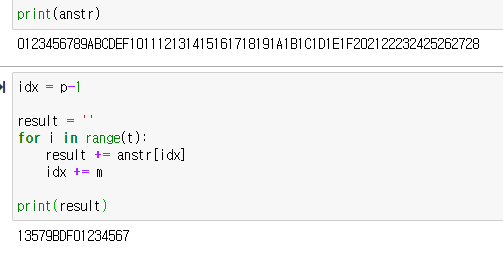 print(anstr)
0123456789ABCDEF101112131415161718191A1B1C1D1E1F202122232425262728
idx = p-1
result = ''
for i in range(t):
    result += anstr[idx]
    idx += m
print(result)
13579BDF01234567